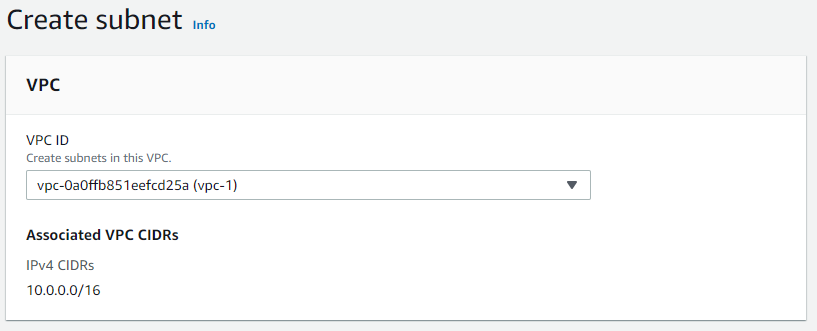 Create subnet Info
VPC
VPC ID
Create subnets in this VPC.
vpc-0a0ffb851eefcd25a (vpc-1)
Associated VPC CIDRs
IPv4 CIDRs
10.0.0.0/16